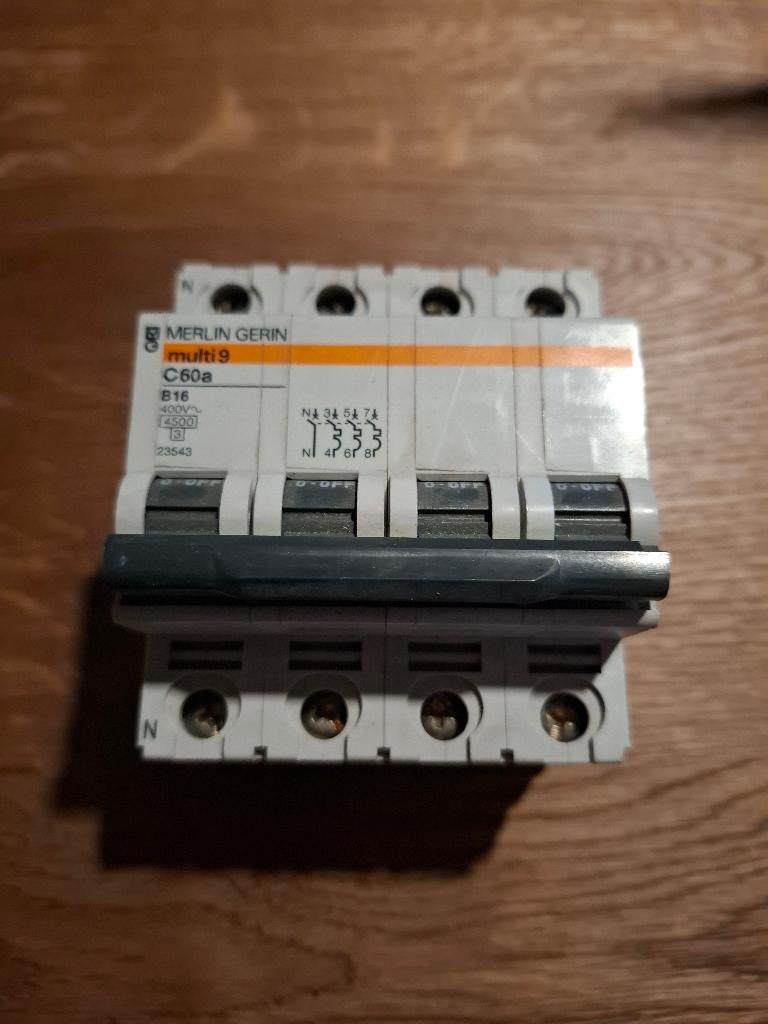 N
MERLIN GERIN
multi 9
C60a
B16
400V~
4500
3
23543
N 3 5 7
N 4 6 8
O-OFF O-OFF O-OFF O-OFF
N